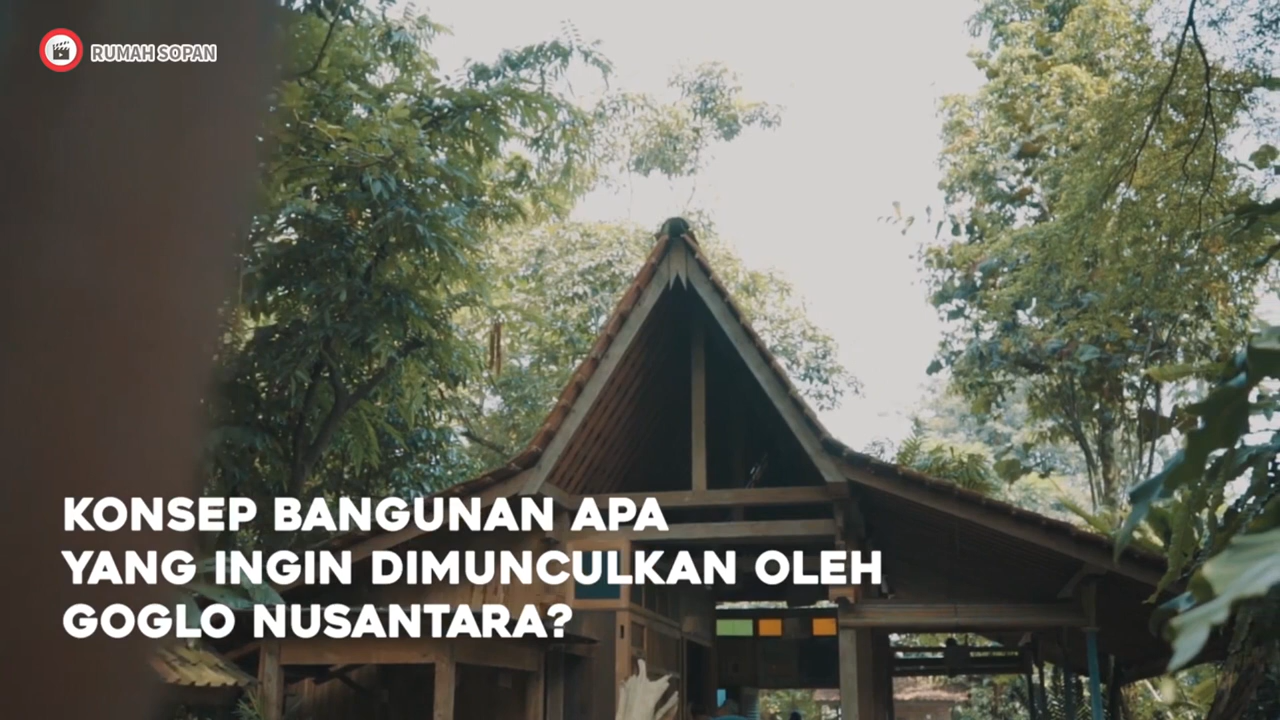 RUMAH SOPAN
KONSEP BANGUNAN APA
YANG INGIN DIMUNCULKAN OLEH
GOGLO NUSANTARA?